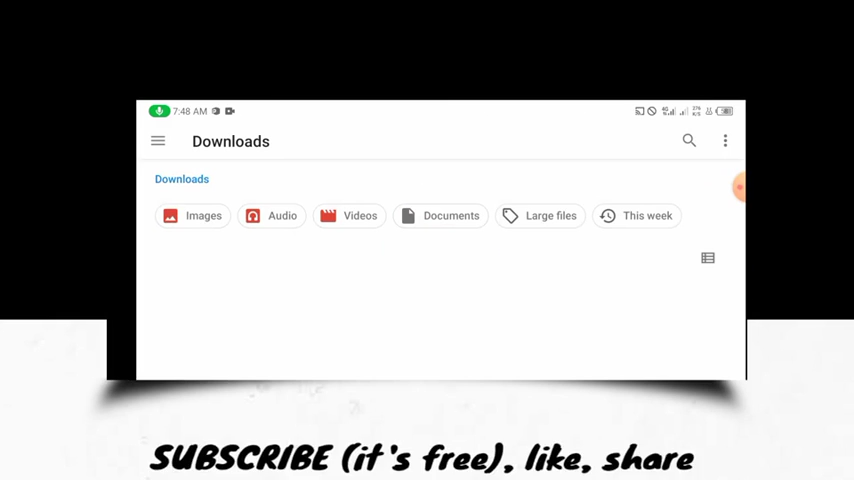 7:48 AM
Downloads
Downloads
Images Audio Videos Documents Large files This week
SUBSCRIBE (it's free), like, share